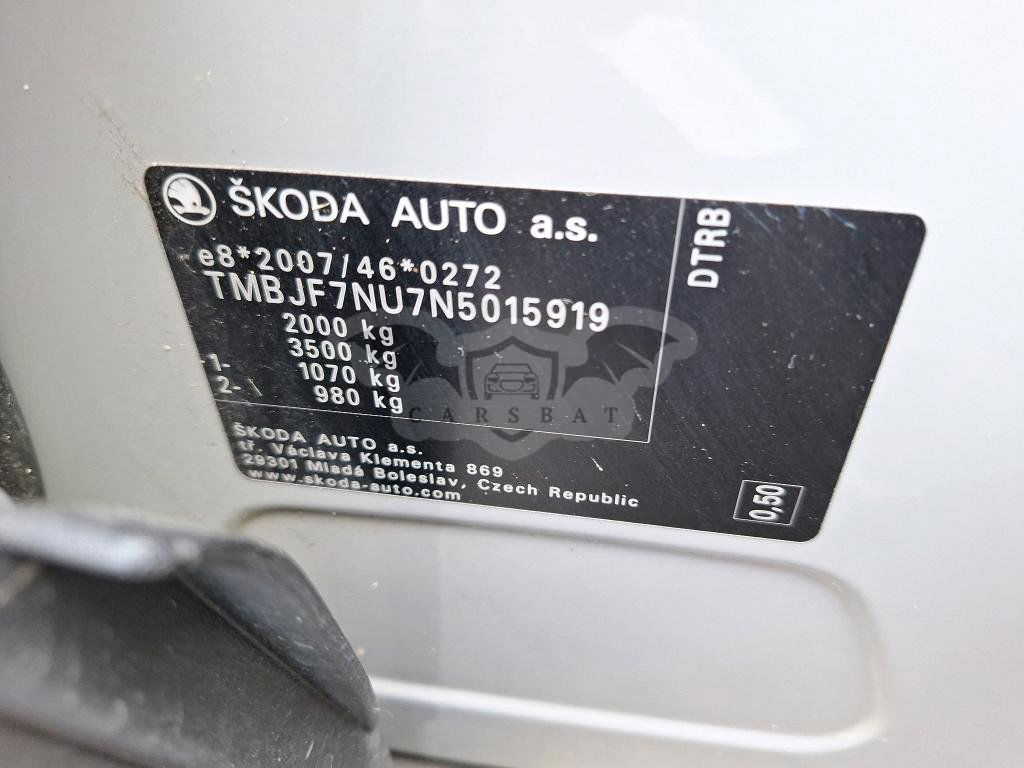 ŠKODA AUTO a.s.
e8*2007/46*0272
TMBJF7NU7N5015919
2000 kg
3500 kg
1- 1070 kg
2- 980 kg
ŠKODA AUTO a.s.
tř. Václava Klementa 869
29301 Mladá Boleslav, Czech Republic
www.skoda-auto.com
DTRB
0,50
CARSBAT